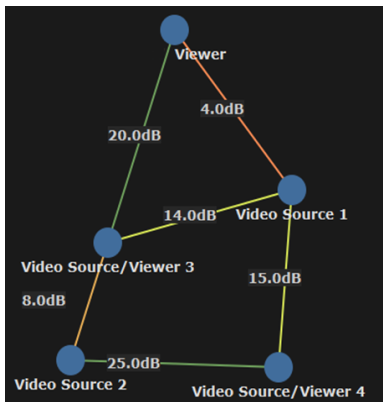 Viewer
20.0dB
4.0dB
14.0dB
Video Source 1
Video Source/Viewer 3
15.0dB
8.0dB
25.0dB
Video Source 2
Video Source/Viewer 4